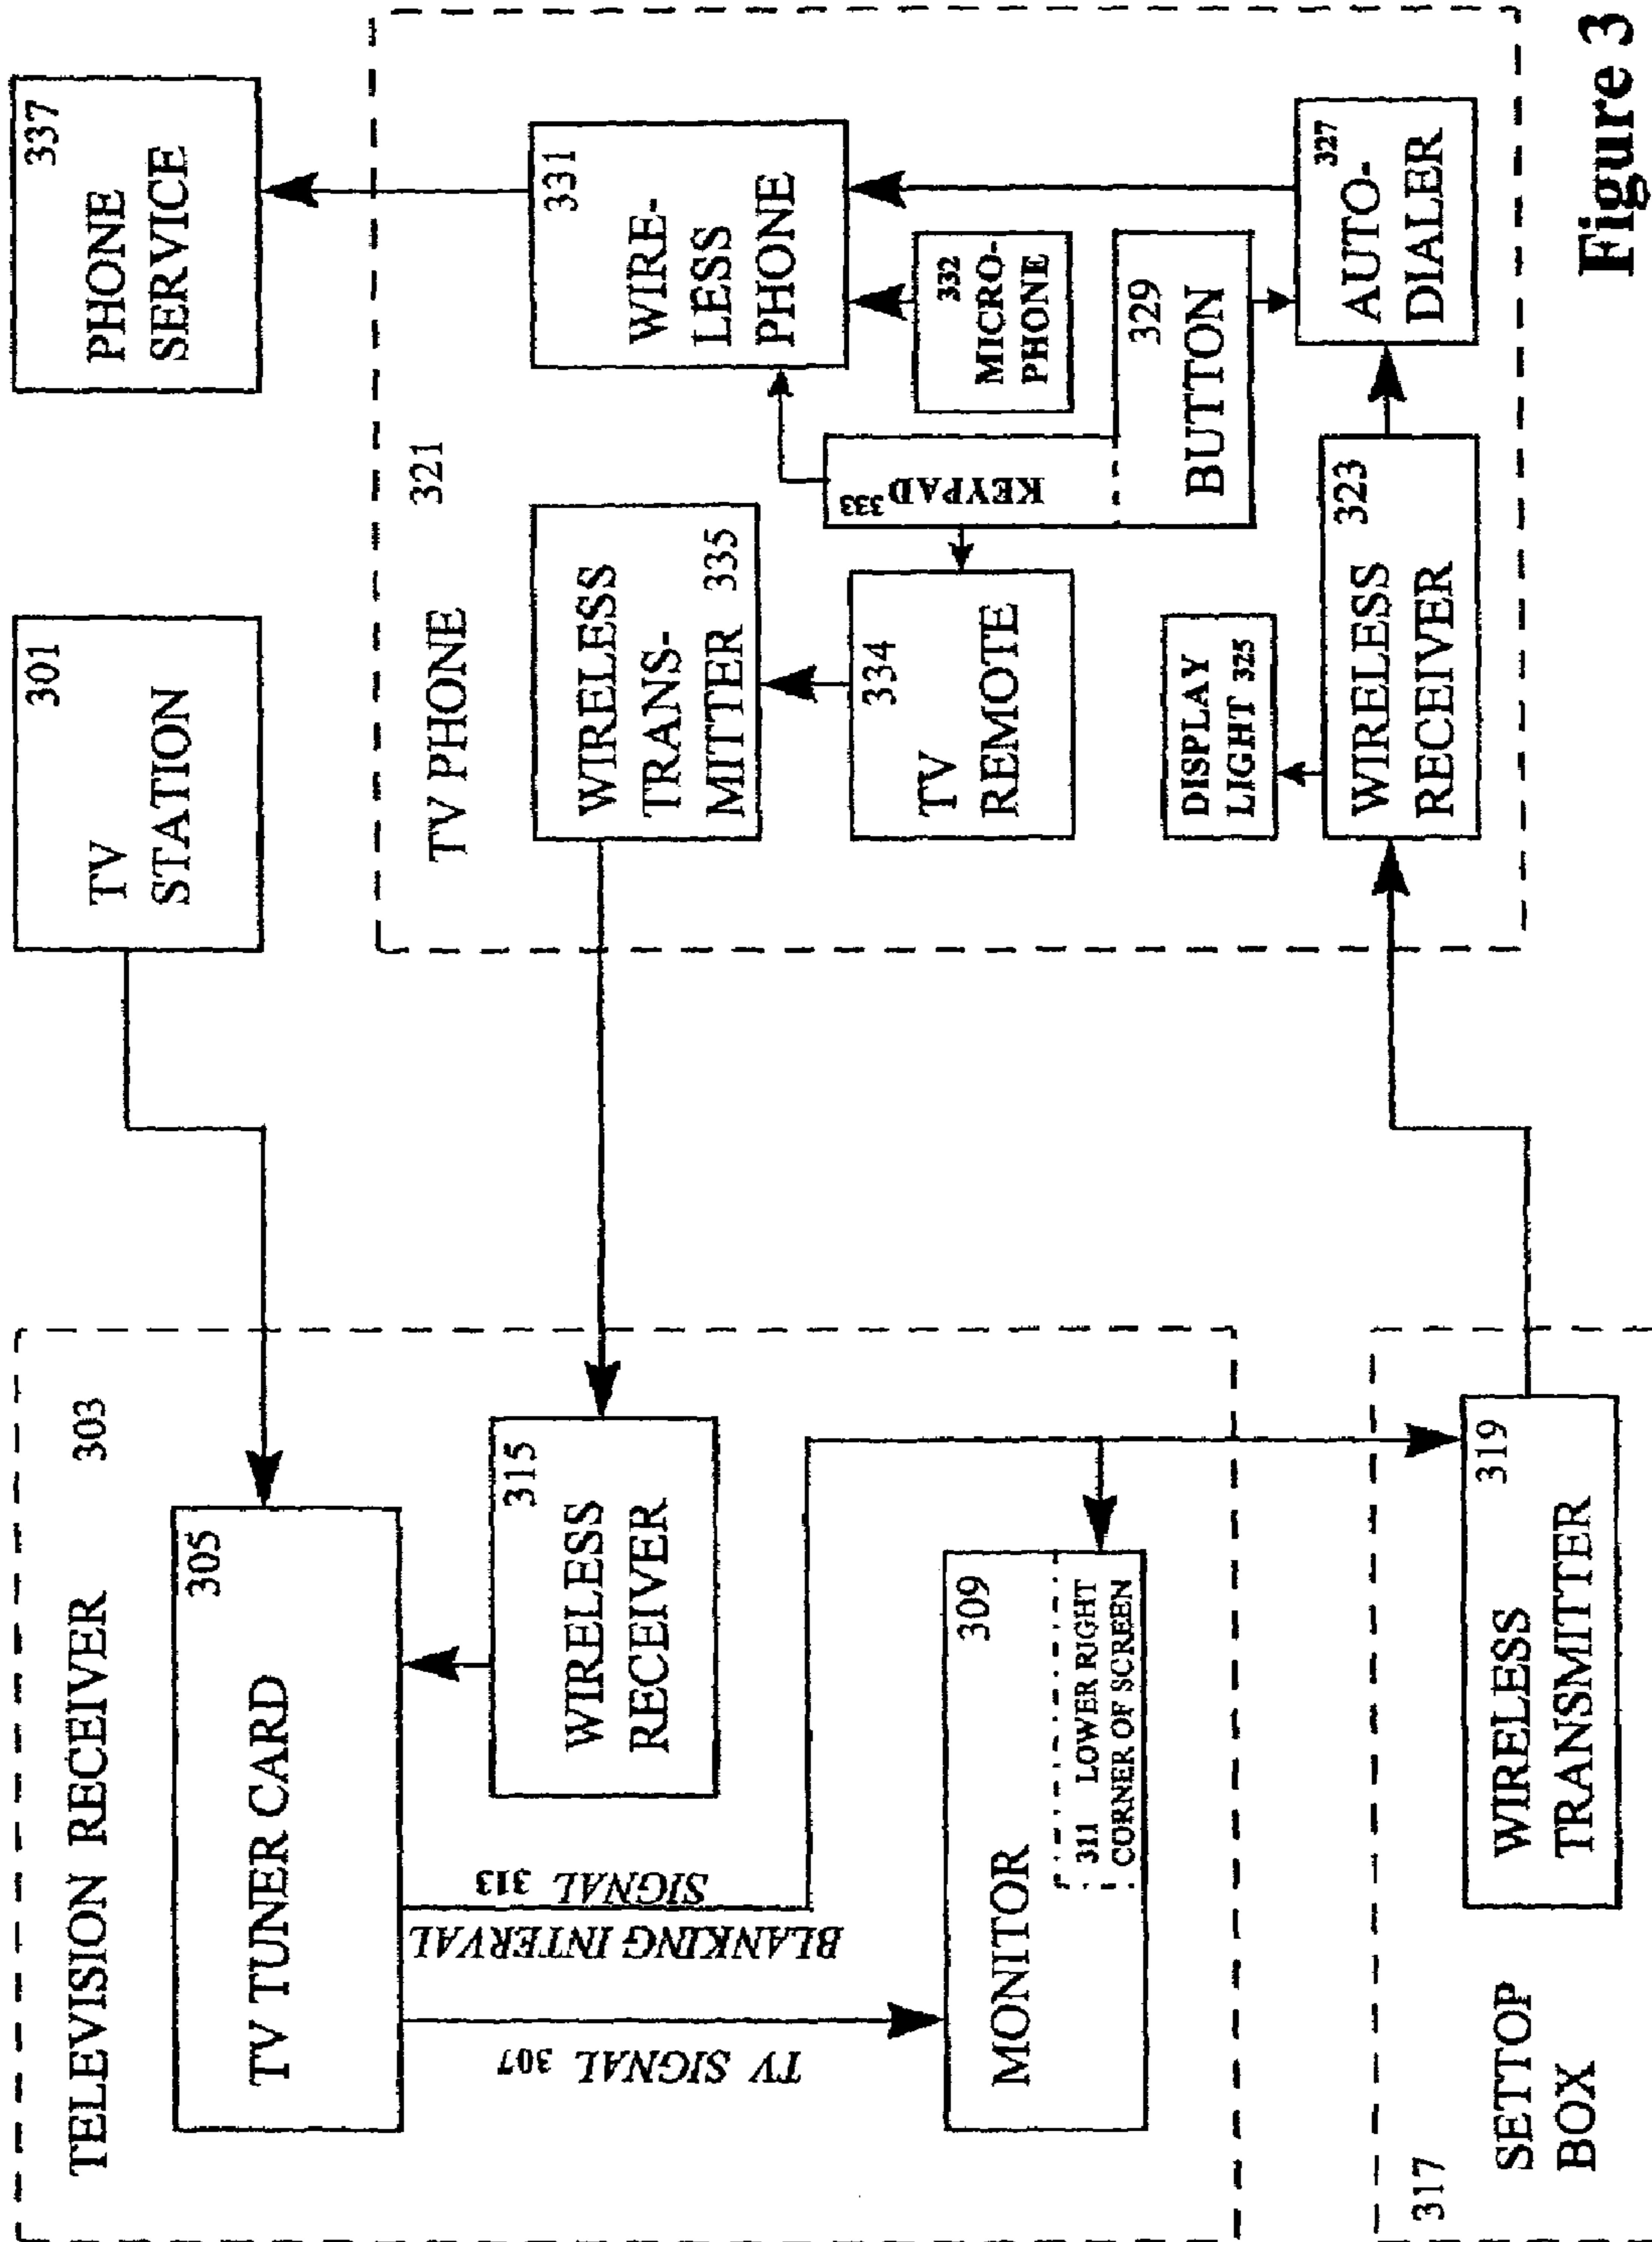 TELEVISION RECEIVER 303
TV TUNER CARD
305
WIRELESS
RECEIVER
315
TV SIGNAL 307
BLANKING INTERVAL
SIGNAL 313
MONITOR
309
311 LOWER RIGHT
CORNER OF SCREEN
317
SETTOP
BOX
WIRELESS
TRANSMITTER
319
TV
STATION
301
PHONE
SERVICE
337
TV PHONE 321
WIRELESS
TRANS-
MITTER 335
TV
REMOTE
334
DISPLAY
LIGHT 325
WIRELESS
RECEIVER
323
WIRE-
LESS
PHONE
331
332
MICRO-
PHONE
KEYPAD
333
BUTTON
329
AUTO-
DIALER
327
Figure 3